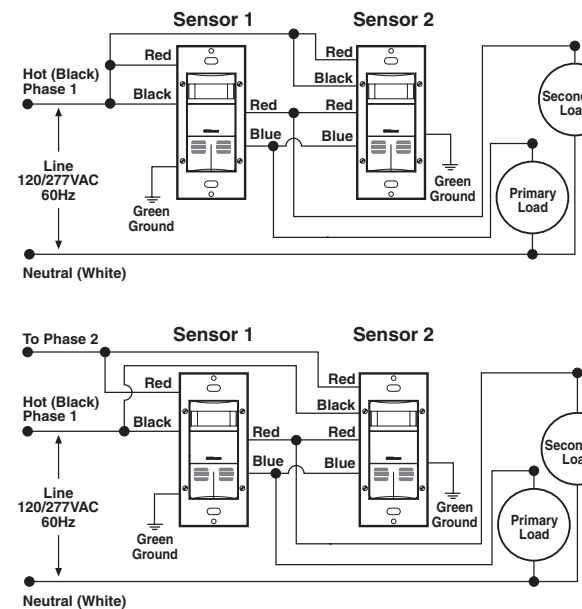 Sensor 1
Sensor 2
Red
Red
Hot (Black)
Phase 1
Black
Black
Red
Red
Blue
Blue
Line
120/277VAC
60Hz
Green
Ground
Green
Ground
Primary
Load
Neutral (White)
To Phase 2
Sensor 1
Sensor 2
Red
Red
Hot (Black)
Phase 1
Black
Black
Red
Red
Blue
Blue
Line
120/277VAC
60Hz
Green
Ground
Green
Ground
Primary
Load
Neutral (White)